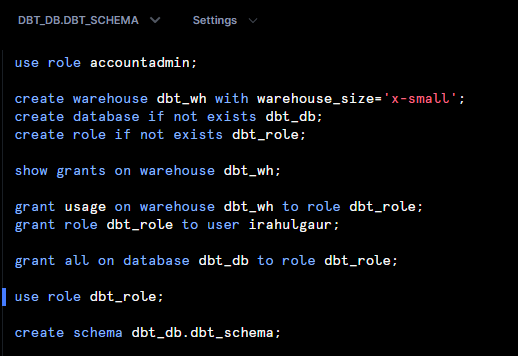 DBT_DB.DBT_SCHEMA Settings
use role accountadmin;
create warehouse dbt_wh with warehouse_size='x-small';
create database if not exists dbt_db;
create role if not exists dbt_role;
show grants on warehouse dbt_wh;
grant usage on warehouse dbt_wh to role dbt_role;
grant role dbt_role to user irahulgaur;
grant all on database dbt_db to role dbt_role;
use role dbt_role;
create schema dbt_db.dbt_schema;